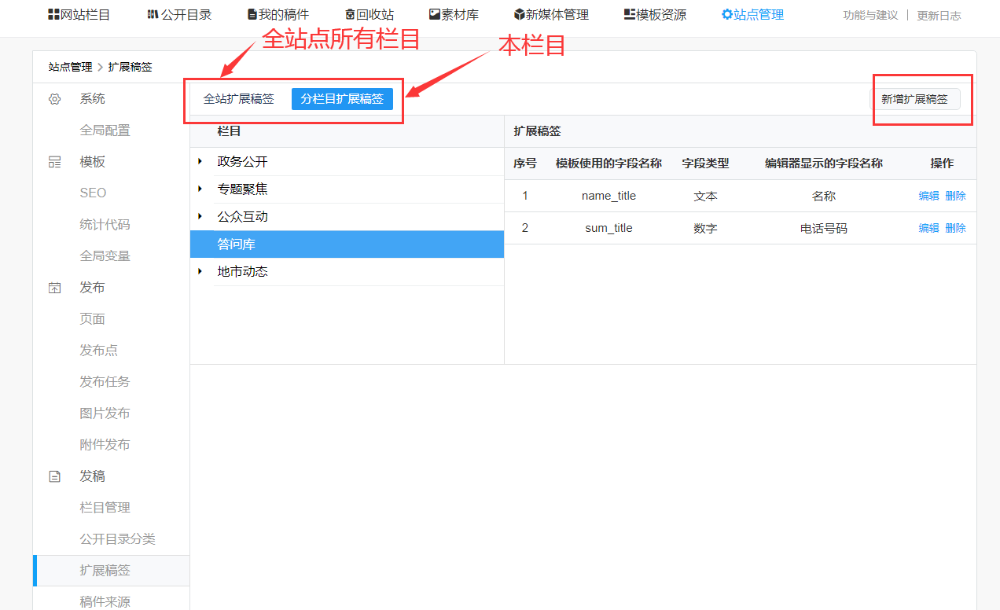 网站栏目 公开目录 我的稿件 回收站 素材库 新媒体管理 模板资源 站点管理 功能与建议 更新日志
全站点所有栏目 本栏目
站点管理 > 扩展稿签
系统
全局配置
模板
SEO
统计代码
全局变量
发布
页面
发布点
发布任务
图片发布
附件发布
发稿
栏目管理
公开目录分类
扩展稿签
稿件来源
全站扩展稿签 分栏目扩展稿签 新增扩展稿签
栏目
政务公开
专题聚焦
公众互动
答问库
地市动态
扩展稿签
序号 模板使用的字段名称 字段类型 编辑器显示的字段名称 操作
1 name_title 文本 名称 编辑 删除
2 sum_title 数字 电话号码 编辑 删除